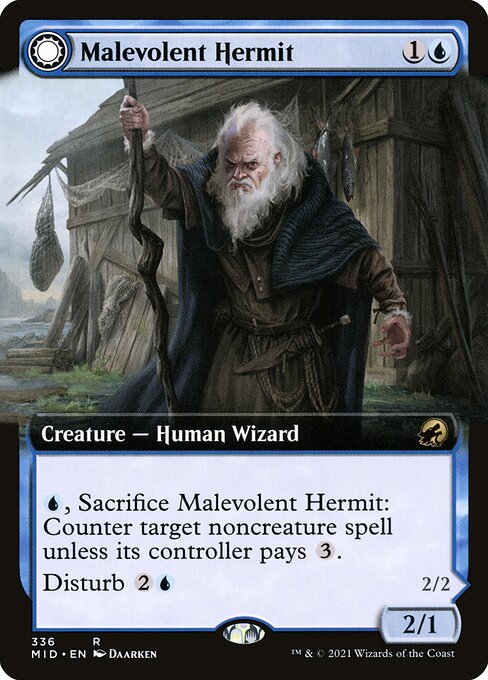 Malevolent Hermit 1
Creature — Human Wizard
, Sacrifice Malevolent Hermit:
Counter target noncreature spell
unless its controller pays 3.
Disturb 2
2/2
2/1
336 R
MID • EN Daarken
™ & © 2021 Wizards of the Coast